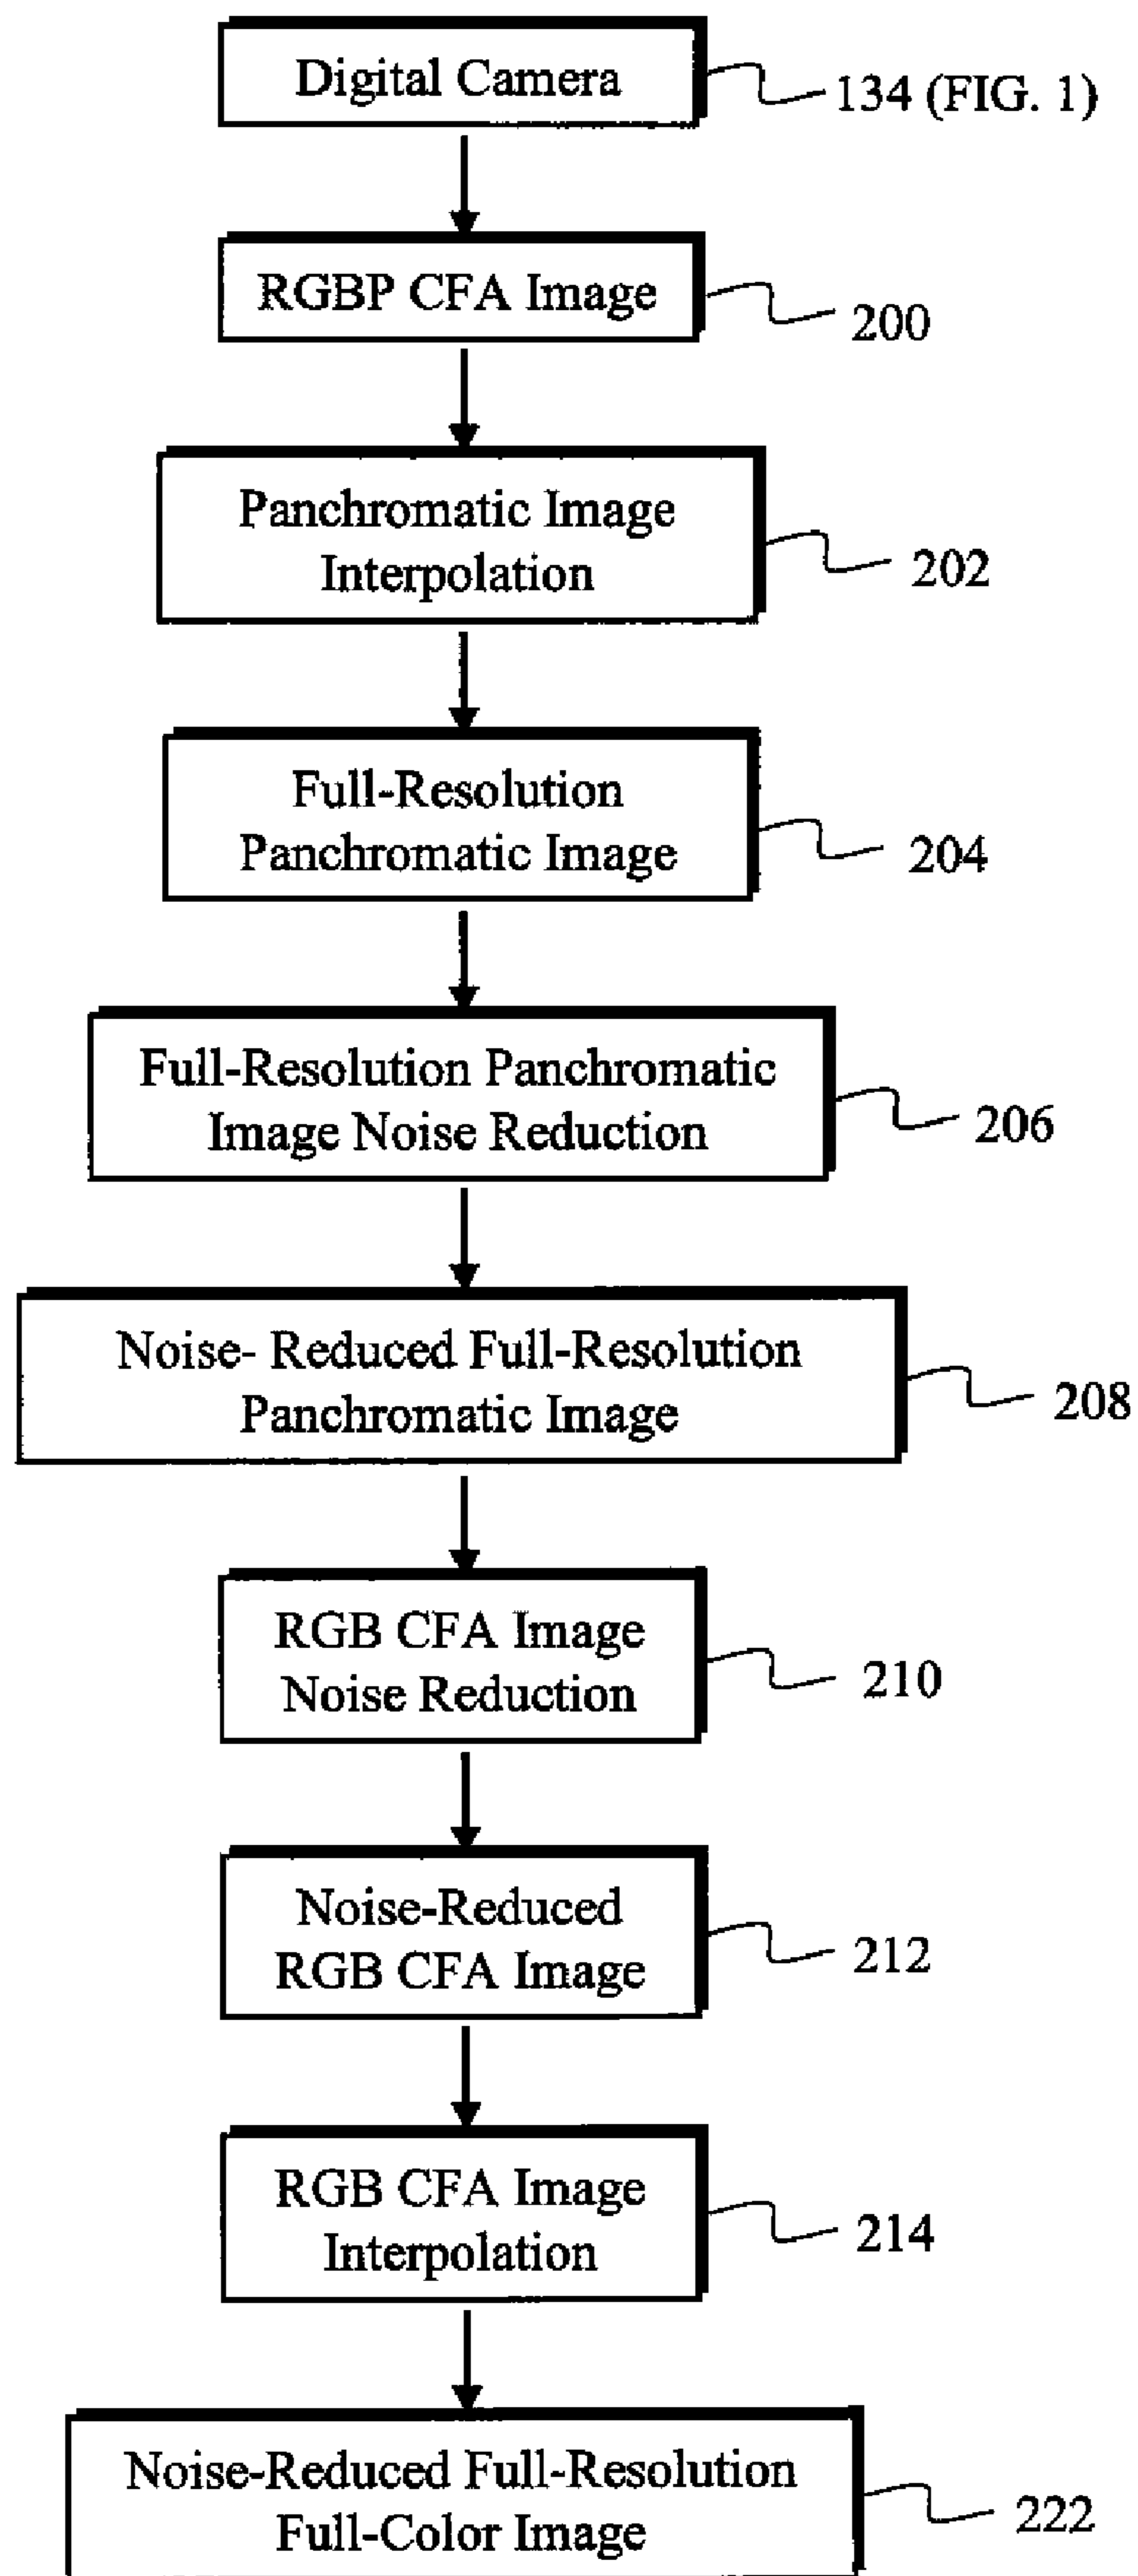 Digital Camera
134 (FIG. 1)
RGBP CFA Image
200
Panchromatic Image
Interpolation
202
Full-Resolution
Panchromatic Image
204
Full-Resolution Panchromatic
Image Noise Reduction
206
Noise- Reduced Full-Resolution
Panchromatic Image
208
RGB CFA Image
Noise Reduction
210
Noise-Reduced
RGB CFA Image
212
RGB CFA Image
Interpolation
214
Noise-Reduced Full-Resolution
Full-Color Image
222